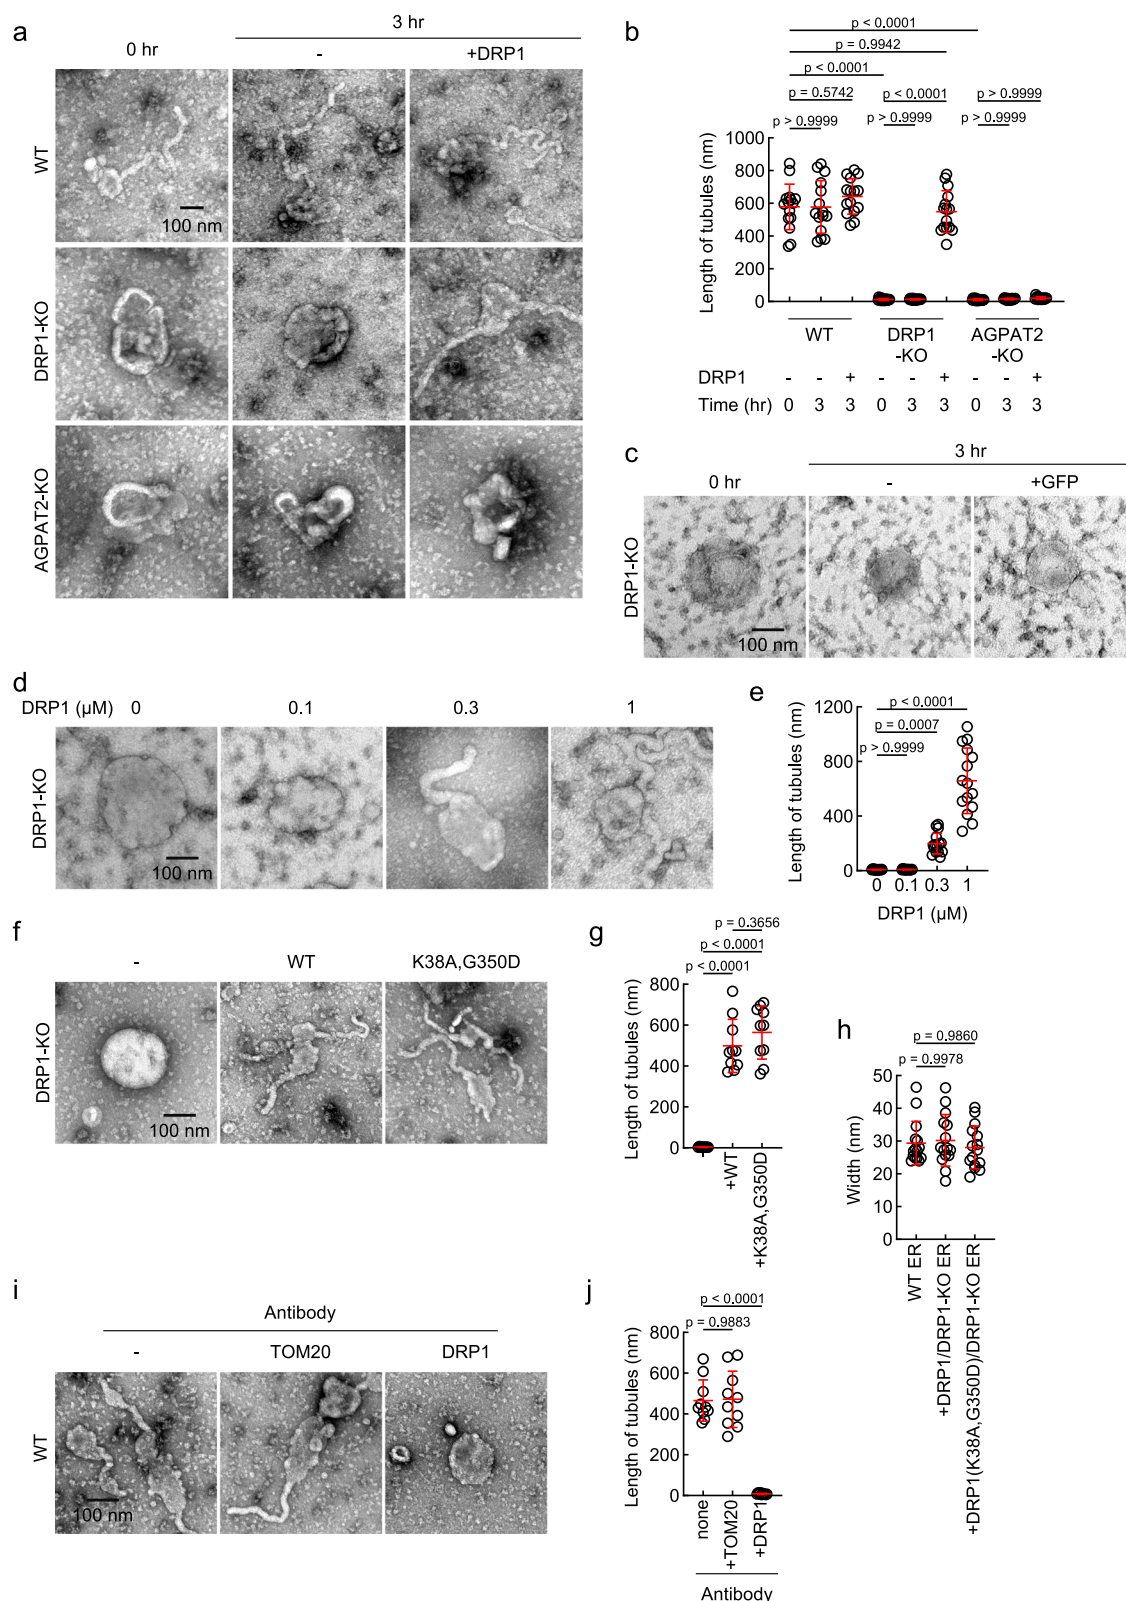 a
3 hr
0 hr
-
+DRP1
WT
100 nm
DRP1-KO
AGPAT2-KO
b
p < 0.0001
p = 0.9942
p < 0.0001
p = 0.5742
p < 0.0001
p > 0.9999
p > 0.9999
p > 0.9999
p > 0.9999
Length of tubules (nm)
1000
800
600
400
200
0
WT
DRP1 -KO
AGPAT2 -KO
DRP1 - - + - - + - - +
Time (hr) 0 3 3 0 3 3 0 3 3
c
3 hr
0 hr
-
+GFP
DRP1-KO
100 nm
d
DRP1 (µM) 0 0.1 0.3 1
DRP1-KO
100 nm
e
p < 0.0001
p = 0.0007
p > 0.9999
Length of tubules (nm)
1200
800
400
0
0 0.1 0.3 1
DRP1 (µM)
f
- WT K38A,G350D
DRP1-KO
100 nm
g
p = 0.3656
p < 0.0001
p < 0.0001
Length of tubules (nm)
800
600
400
200
0
-
+WT
+K38A,G350D
h
p = 0.9860
p = 0.9978
Width (nm)
50
40
30
20
10
0
WT ER
+DRP1/DRP1-KO ER
+DRP1(K38A,G350D)/DRP1-KO ER
i
Antibody
- TOM20 DRP1
WT
100 nm
j
p < 0.0001
p = 0.9883
Length of tubules (nm)
800
600
400
200
0
none
+TOM20
+DRP1
Antibody